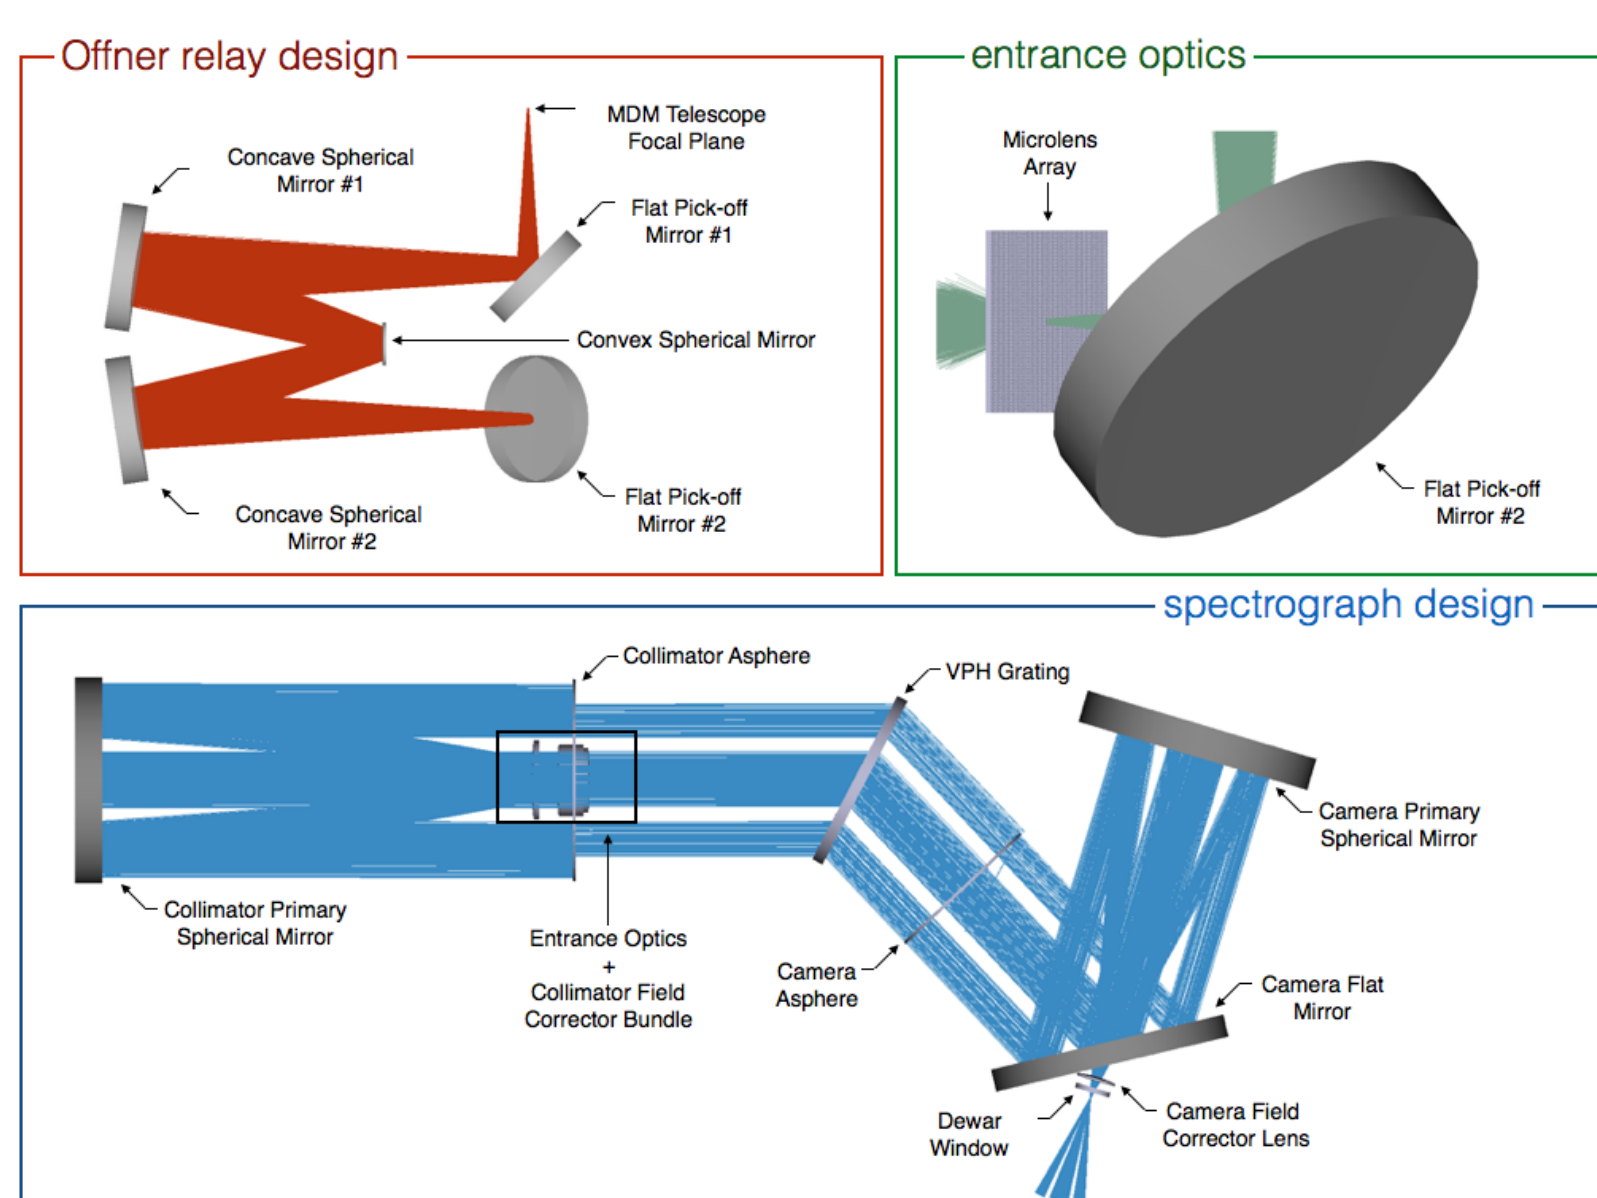 Offner relay design
MDM Telescope
Focal Plane
Concave Spherical
Mirror #1
Flat Pick-off
Mirror #1
Convex Spherical Mirror
Flat Pick-off
Mirror #2
Concave Spherical
Mirror #2
entrance optics
Microlens
Array
Flat Pick-off
Mirror #2
spectrograph design
Collimator Asphere
VPH Grating
Camera Primary
Spherical Mirror
Collimator Primary
Spherical Mirror
Entrance Optics
+
Collimator Field
Corrector Bundle
Camera
Asphere
Camera Flat
Mirror
Dewar
Window
Camera Field
Corrector Lens